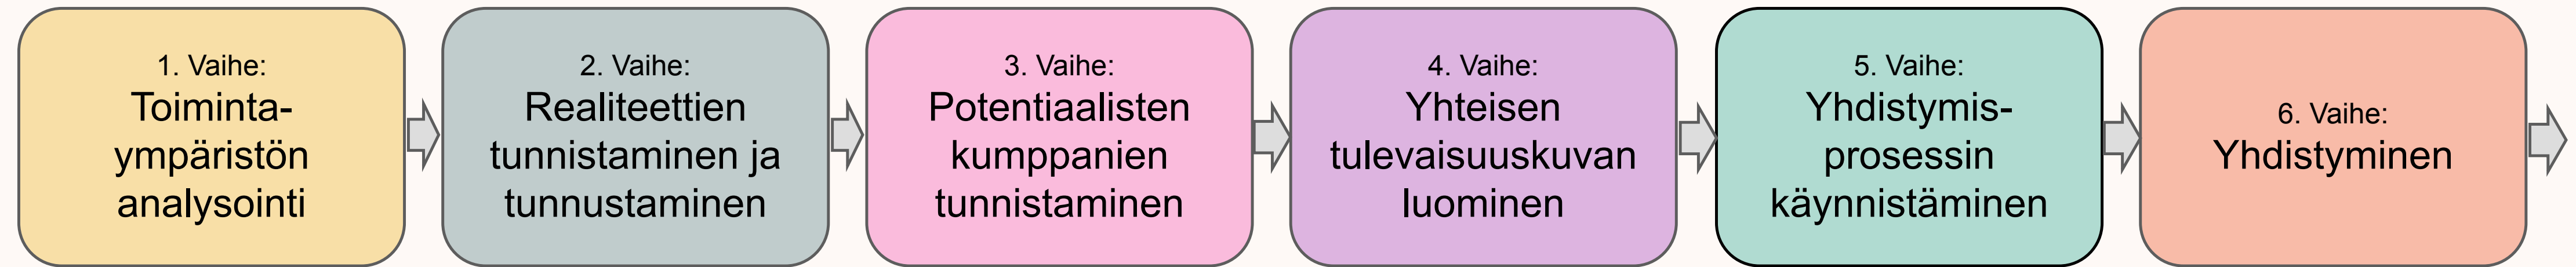 1. Vaihe:
Toiminta-
ympäristön
analysointi
2. Vaihe:
Realiteettien
tunnistaminen ja
tunnustaminen
3. Vaihe:
Potentiaalisten
kumppanien
tunnistaminen
4. Vaihe:
Yhteisen
tulevaisuuskuvan
luominen
5. Vaihe:
Yhdistymis-
prosessin
käynnistäminen
6. Vaihe:
Yhdistyminen